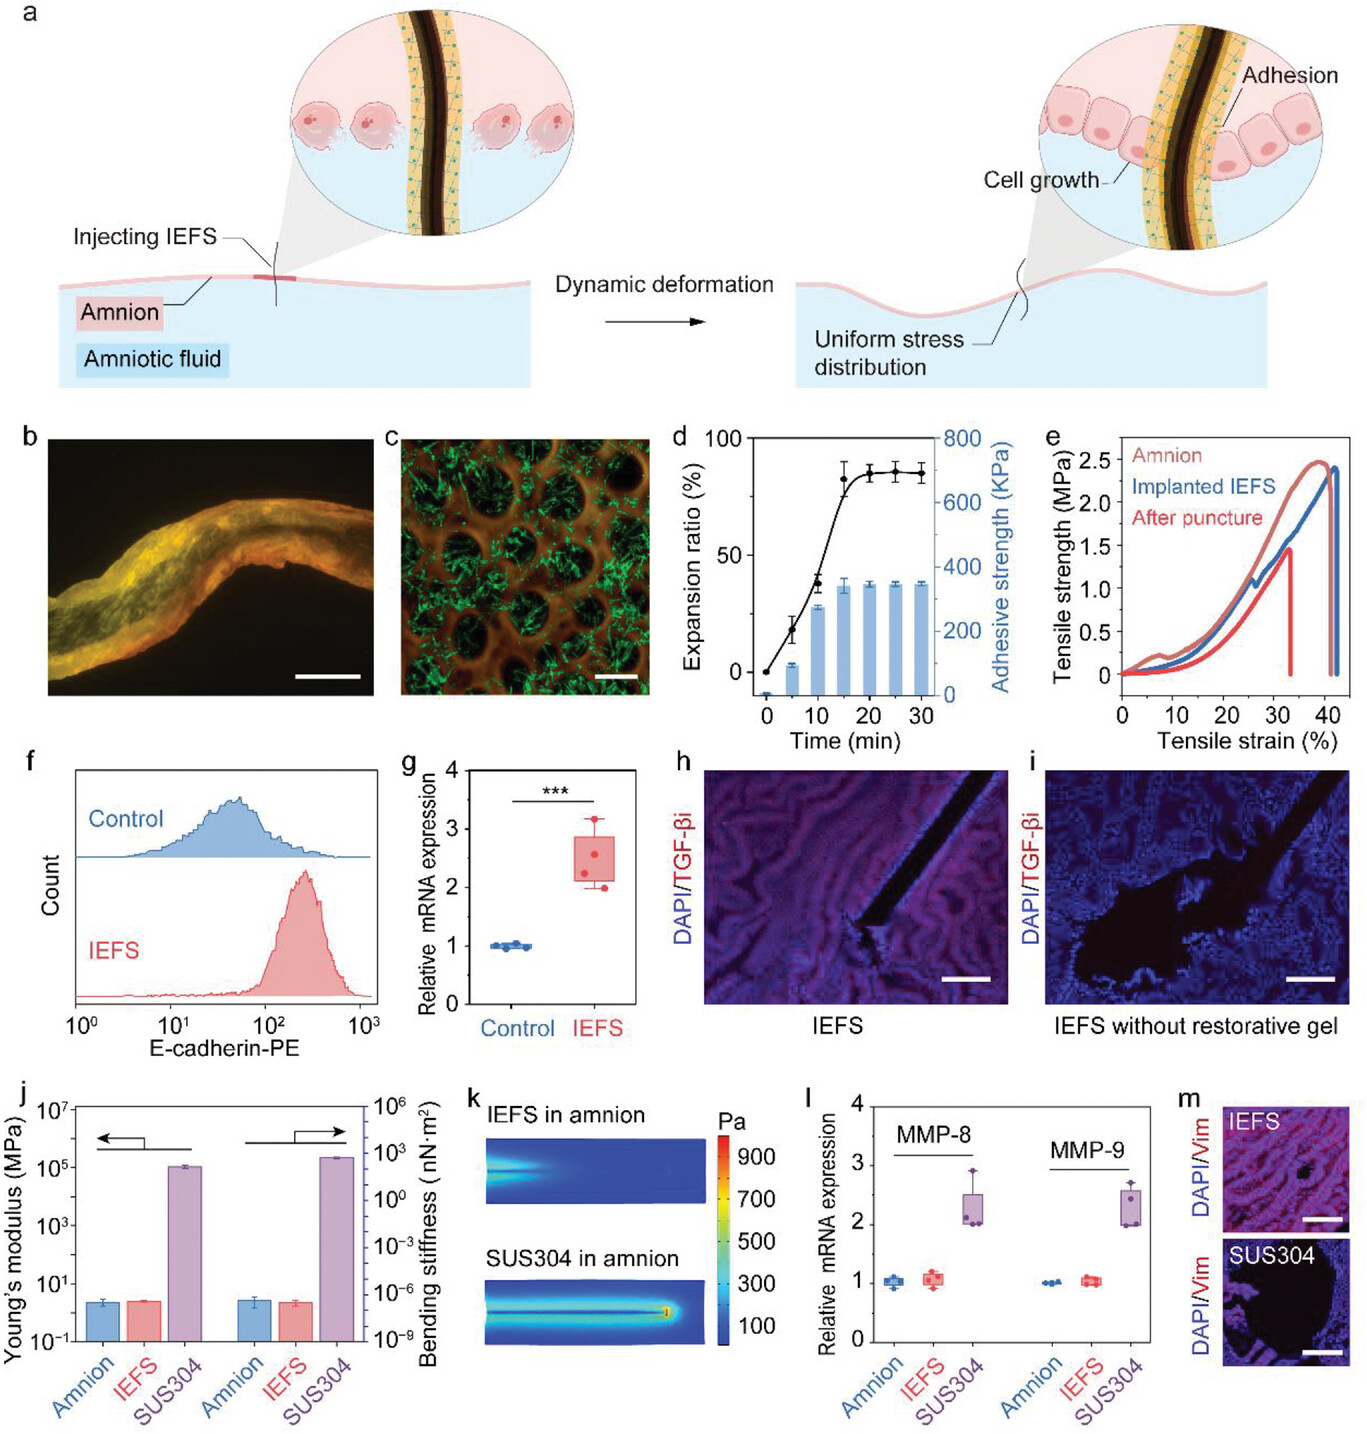 a
Adhesion
Cell growth
Injecting IEFS
Amnion
Dynamic deformation
Amniotic fluid
Uniform stress
distribution
b
c
d
100
50
0
Expansion ratio (%)
800
600
400
200
0
Adhesive strength (KPa)
0
10
20
30
Time (min)
e
2.5
2.0
1.5
1.0
0.5
0
Tensile strength (MPa)
Amnion
Implanted IEFS
After puncture
0
10
20
30
40
Tensile strain (%)
f
Control
IEFS
Count
10⁰
10¹
10²
10³
E-cadherin-PE
g
4
3
2
1
0
Relative mRNA expression
***
Control
IEFS
h
DAPI/TGF-βi
IEFS
i
DAPI/TGF-βi
IEFS without restorative gel
j
10⁷
10⁵
10³
10¹
10⁻¹
Young's modulus (MPa)
10⁶
10³
10⁰
10⁻³
10⁻⁶
10⁻⁹
Bending stiffness (nN·m²)
Amnion
IEFS
SUS304
Amnion
IEFS
SUS304
k
IEFS in amnion
SUS304 in amnion
Pa
900
700
500
300
100
l
4
3
2
1
0
Relative mRNA expression
MMP-8
MMP-9
Amnion
IEFS
SUS304
Amnion
IEFS
SUS304
m
IEFS
DAPI/Vim
SUS304
DAPI/Vim